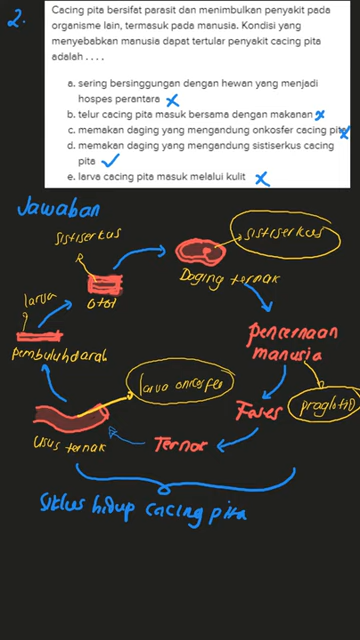 2.
Cacing pita bersifat parasit dan menimbulkan penyakit pada
organisme lain, termasuk pada manusia. Kondisi yang
menyebabkan manusia dapat tertular penyakit cacing pita
adalah . . . .
a. sering bersinggungan dengan hewan yang menjadi
hospes perantara
b. telur cacing pita masuk bersama dengan makanan
c. memakan daging yang mengandung onkosfer cacing pita
d. memakan daging yang mengandung sistiserkus cacing
pita
e. larva cacing pita masuk melalui kulit
Jawaban
sistiserkus
sistiserkus
larva
otot
Daging ternak
pembuluh darah
pencernaan
manusia
larva onkosfer
Feses
proglotid
usus ternak
Ternak
Siklus hidup cacing pita